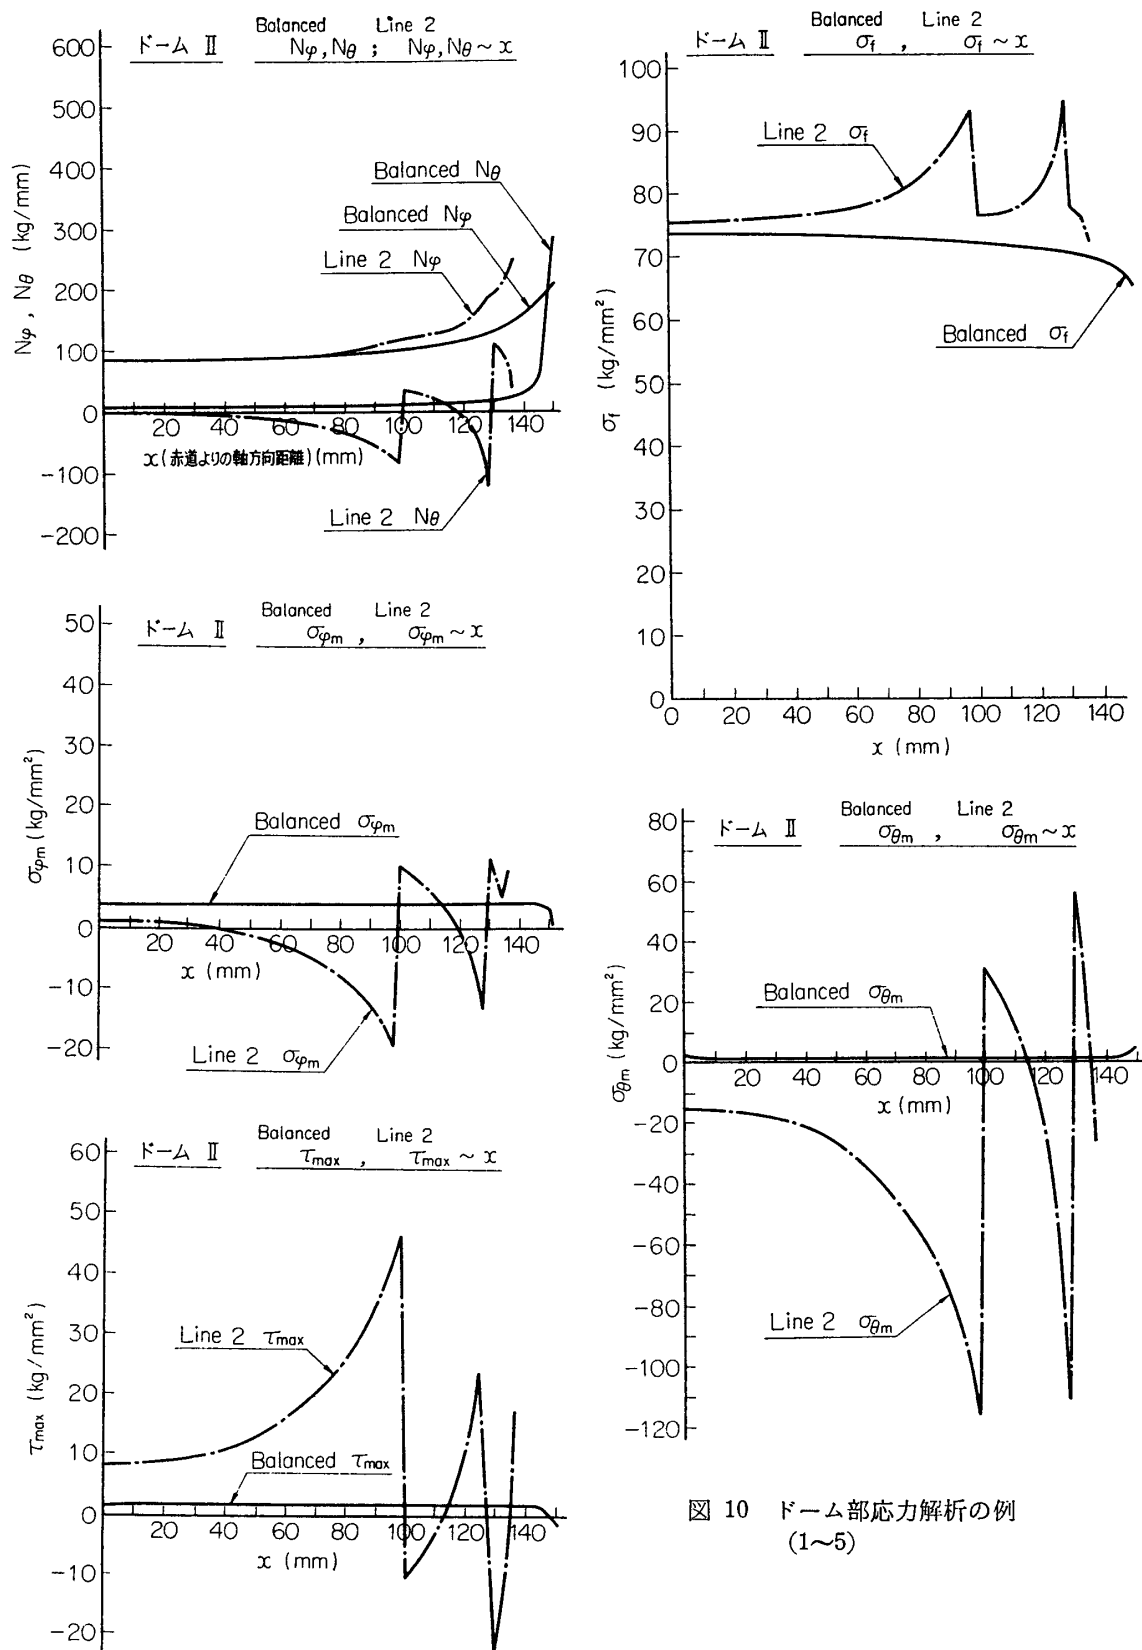 Balanced Line 2
ドーム Ⅱ Nφ, Nθ ; Nφ, Nθ ~ x
600
500
400
300
200
100
0
-100
-200
Nφ, Nθ (kg/mm)
Balanced Nθ
Balanced Nφ
Line 2 Nφ
20 40 60 80 100 120 140
x (赤道よりの軸方向距離) (mm)
Line 2 Nθ
Balanced Line 2
ドーム Ⅱ σf , σf ~ x
100
90
80
70
60
50
40
30
20
10
0
σf (kg/mm²)
Line 2 σf
Balanced σf
0 20 40 60 80 100 120 140
x (mm)
Balanced Line 2
ドーム Ⅱ σφm , σφm ~ x
50
40
30
20
10
0
-10
-20
σφm (kg/mm²)
Balanced σφm
20 40 60 80 100 120 140
x (mm)
Line 2 σφm
Balanced Line 2
ドーム Ⅱ σθm , σθm ~ x
80
60
40
20
0
-20
-40
-60
-80
-100
-120
σθm (kg/mm²)
Balanced σθm
20 40 60 80 100 120 140
x (mm)
Line 2 σθm
Balanced Line 2
ドーム Ⅱ τmax , τmax ~ x
60
50
40
30
20
10
0
-10
-20
τmax (kg/mm²)
Line 2 τmax
Balanced τmax
20 40 60 80 100 120 140
x (mm)
図 10 ドーム部応力解析の例
(1~5)